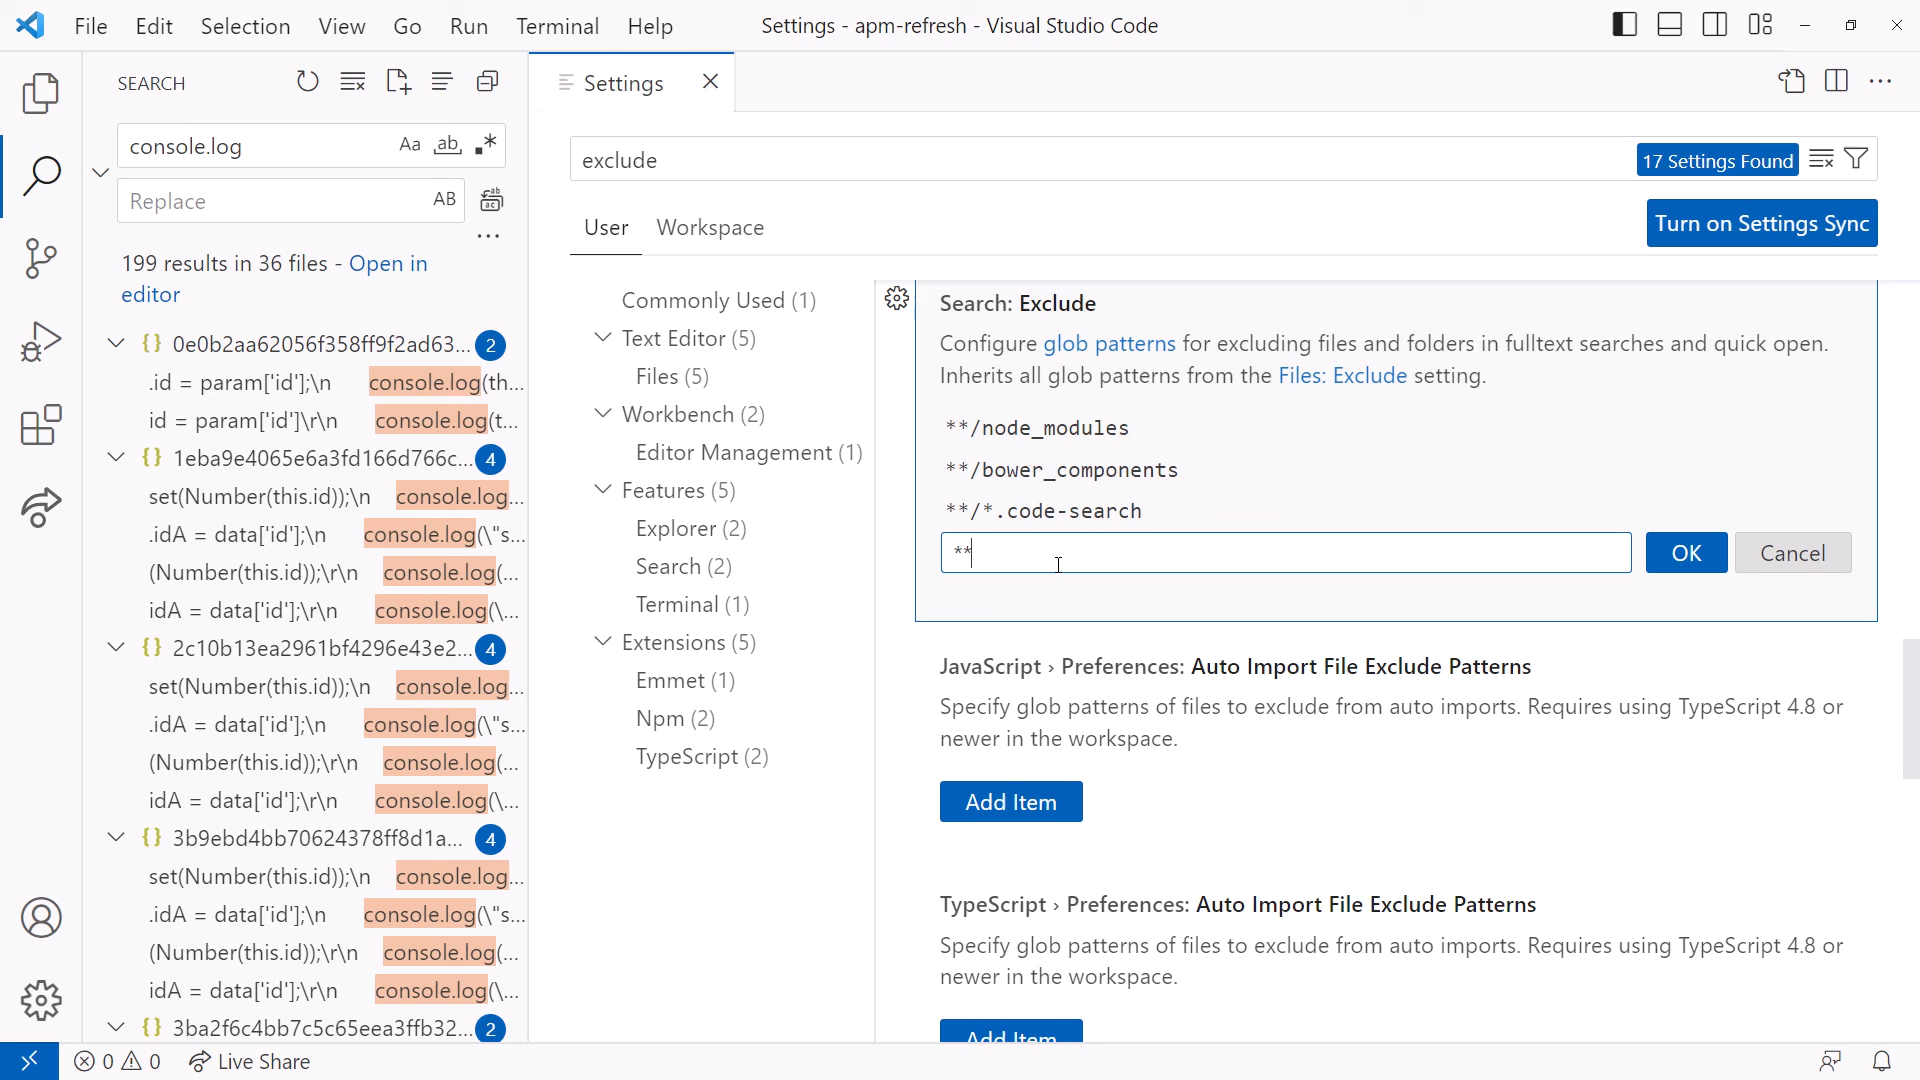 File Edit Selection View Go Run Terminal Help Settings - apm-refresh - Visual Studio Code
SEARCH
console.log Aa ab .*
Replace AB
199 results in 36 files - Open in
editor
{} 0e0b2aa62056f358ff9f2ad63... 2
.id = param['id'];\n console.log(th...
id = param['id']\r\n console.log(t...
{} 1eba9e4065e6a3fd166d766c... 4
set(Number(this.id));\n console.log...
.idA = data['id'];\n console.log(\"s...
(Number(this.id));\r\n console.log(...
idA = data['id'];\r\n console.log(\...
{} 2c10b13ea2961bf4296e43e2... 4
set(Number(this.id));\n console.log...
.idA = data['id'];\n console.log(\"s...
(Number(this.id));\r\n console.log(...
idA = data['id'];\r\n console.log(\...
{} 3b9ebd4bb70624378ff8d1a... 4
set(Number(this.id));\n console.log...
.idA = data['id'];\n console.log(\"s...
(Number(this.id));\r\n console.log(...
idA = data['id'];\r\n console.log(\...
{} 3ba2f6c4bb7c5c65eea3ffb32... 2
Settings
exclude 17 Settings Found
User Workspace Turn on Settings Sync
Commonly Used (1)
Text Editor (5)
Files (5)
Workbench (2)
Editor Management (1)
Features (5)
Explorer (2)
Search (2)
Terminal (1)
Extensions (5)
Emmet (1)
Npm (2)
TypeScript (2)
Search: Exclude
Configure glob patterns for excluding files and folders in fulltext searches and quick open.
Inherits all glob patterns from the Files: Exclude setting.
**/node_modules
**/bower_components
**/*.code-search
** OK Cancel
JavaScript › Preferences: Auto Import File Exclude Patterns
Specify glob patterns of files to exclude from auto imports. Requires using TypeScript 4.8 or
newer in the workspace.
Add Item
TypeScript › Preferences: Auto Import File Exclude Patterns
Specify glob patterns of files to exclude from auto imports. Requires using TypeScript 4.8 or
newer in the workspace.
Add Item
0 0 Live Share